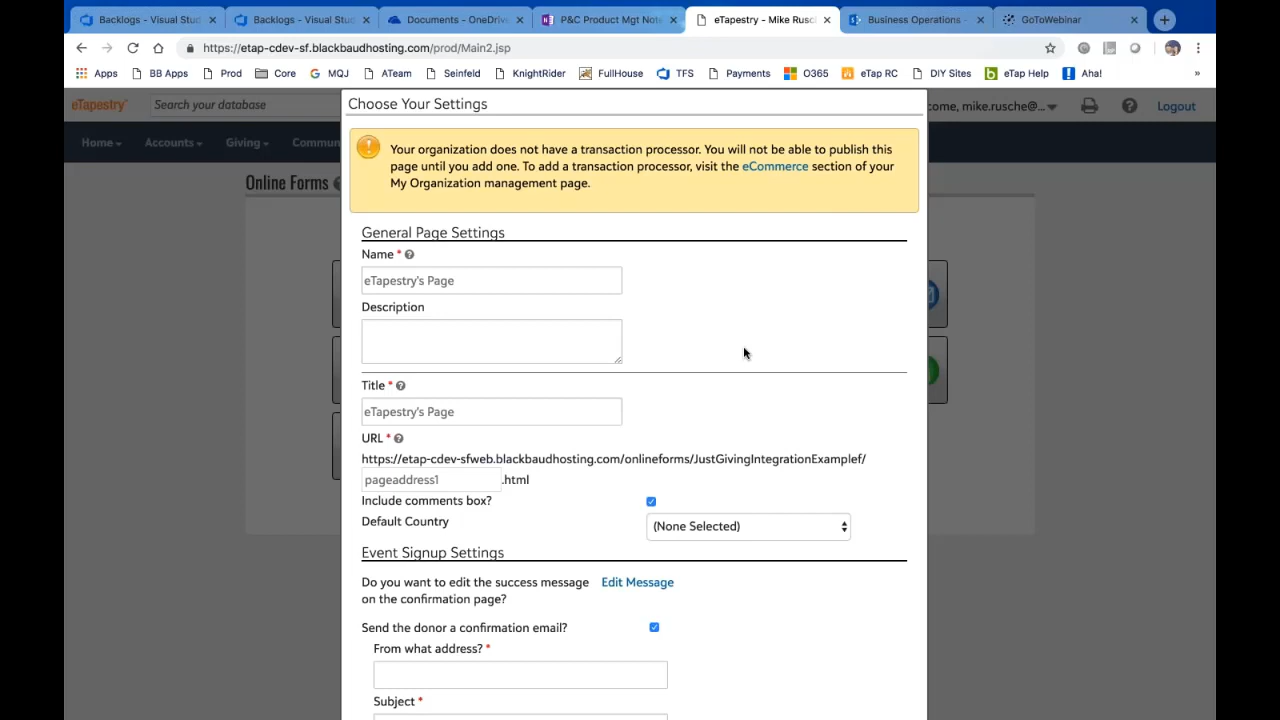 Backlogs - Visual Stud
Backlogs - Visual Stud
Documents - OneDrive
P&C Product Mgt Not
eTapestry - Mike Rusc
Business Operations -
GoToWebinar
https://etap-cdev-sf.blackbaudhosting.com/prod/Main2.jsp
Apps BB Apps Prod Core MQJ ATeam Seinfeld KnightRider FullHouse TFS Payments O365 eTap RC DIY Sites eTap Help Aha! »
eTapestry Search your database
come, mike.rusche@... Logout
Home Accounts Giving Commun
Online Forms
Choose Your Settings
Your organization does not have a transaction processor. You will not be able to publish this
page until you add one. To add a transaction processor, visit the eCommerce section of your
My Organization management page.
General Page Settings
Name *
eTapestry's Page
Description
Title *
eTapestry's Page
URL *
https://etap-cdev-sfweb.blackbaudhosting.com/onlineforms/JustGivingIntegrationExamplef/
pageaddress1 .html
Include comments box?
Default Country (None Selected)
Event Signup Settings
Do you want to edit the success message Edit Message
on the confirmation page?
Send the donor a confirmation email?
From what address? *
Subject *